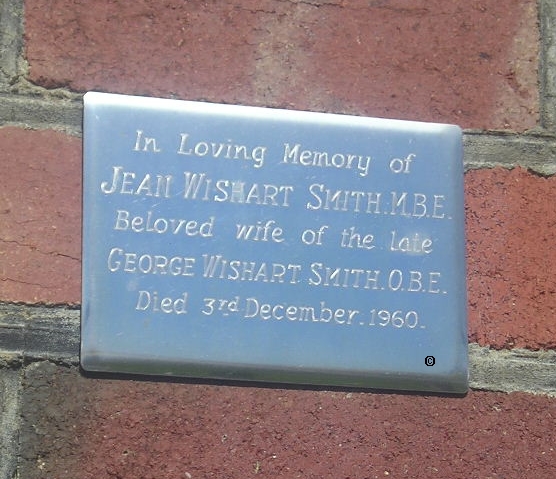 In Loving Memory of
JEAN WISHART SMITH.M.B.E.
Beloved wife of the late
GEORGE WISHART SMITH.O.B.E.
Died 3rd December.1960.
©